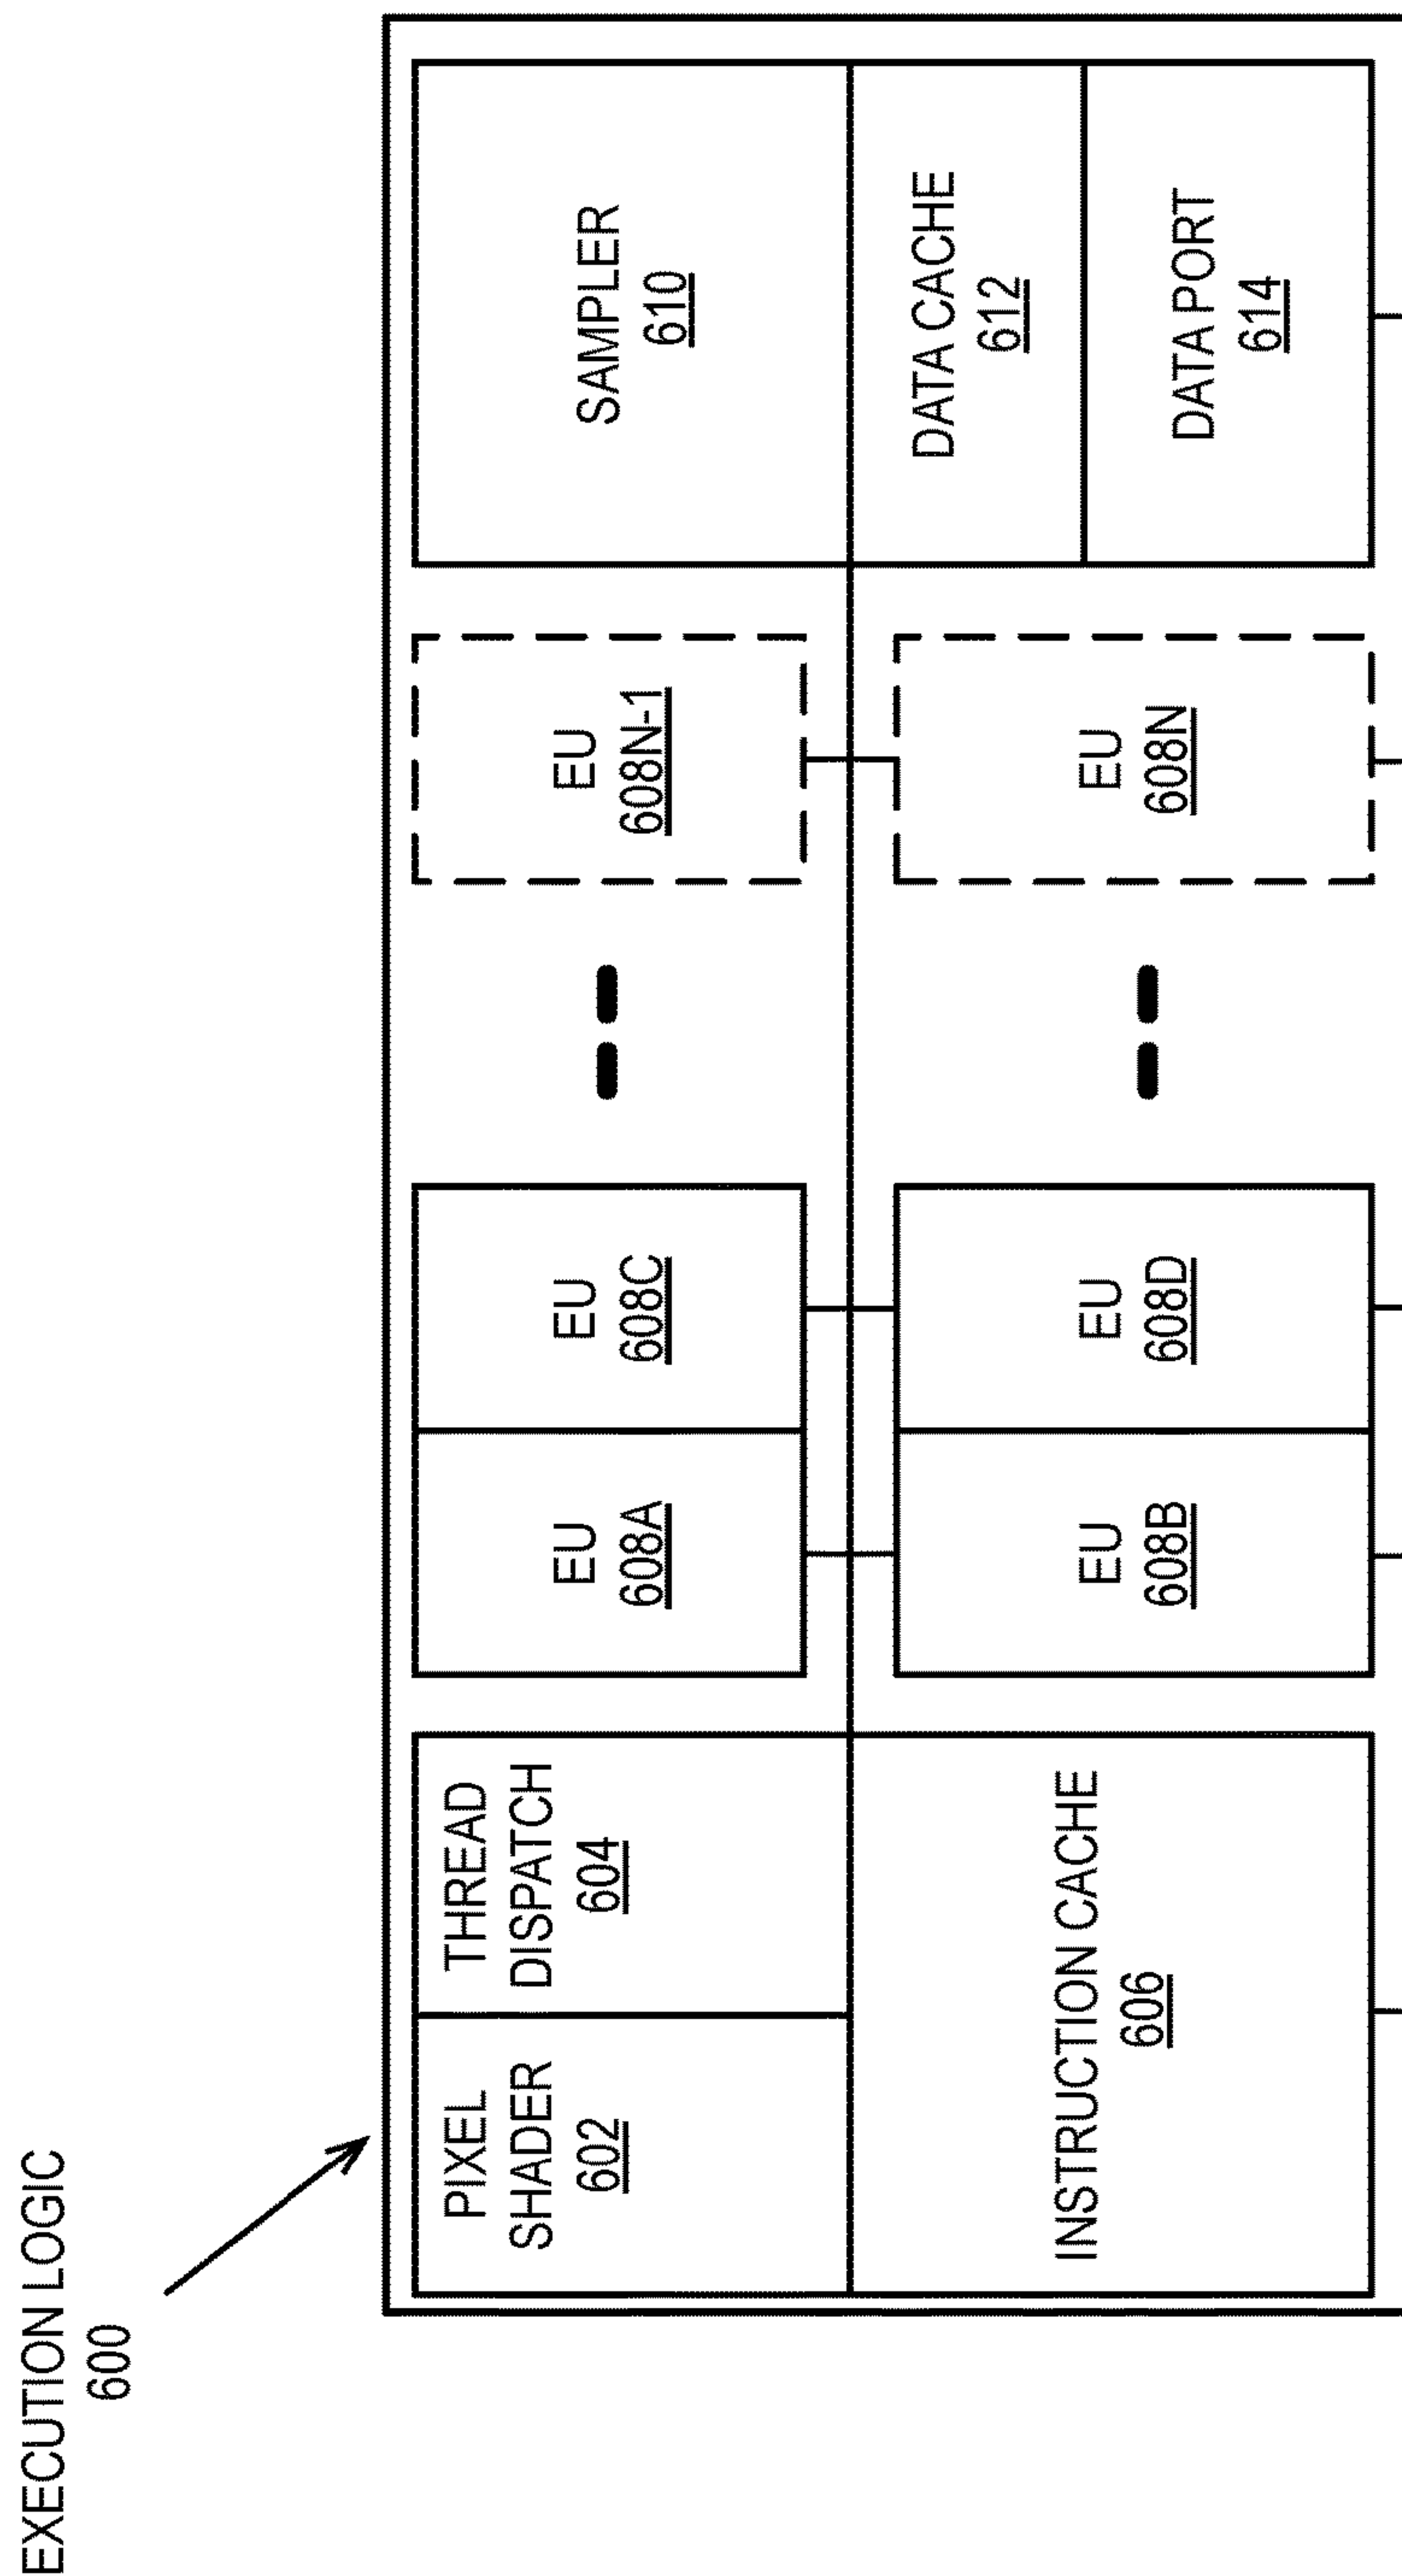 EXECUTION LOGIC
600
PIXEL
SHADER
602
THREAD
DISPATCH
604
EU
608A
EU
608C
EU
608N-1
SAMPLER
610
INSTRUCTION CACHE
606
EU
608B
EU
608D
EU
608N
DATA CACHE
612
DATA PORT
614